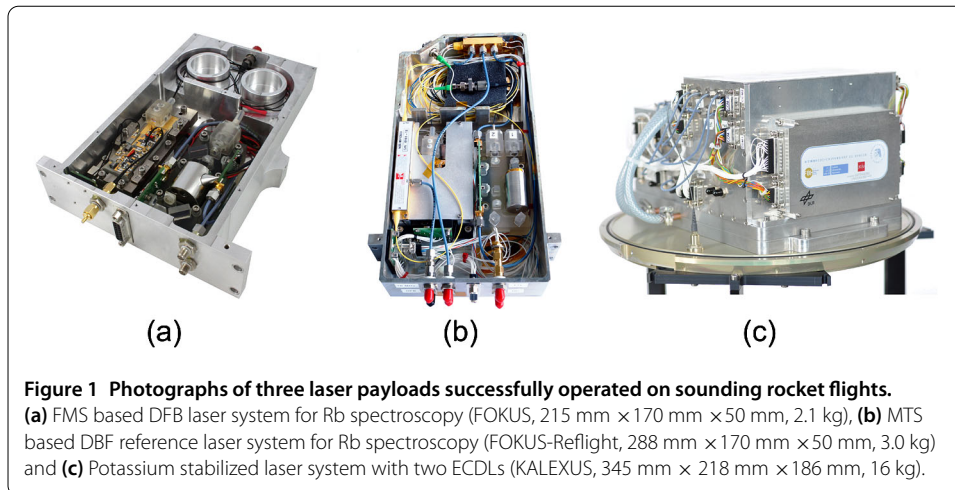 (a)
(b)
(c)
Figure 1 Photographs of three laser payloads successfully operated on sounding rocket flights.
(a) FMS based DFB laser system for Rb spectroscopy (FOKUS, 215 mm ×170 mm ×50 mm, 2.1 kg), (b) MTS
based DBF reference laser system for Rb spectroscopy (FOKUS-Reflight, 288 mm ×170 mm ×50 mm, 3.0 kg)
and (c) Potassium stabilized laser system with two ECDLs (KALEXUS, 345 mm × 218 mm ×186 mm, 16 kg).